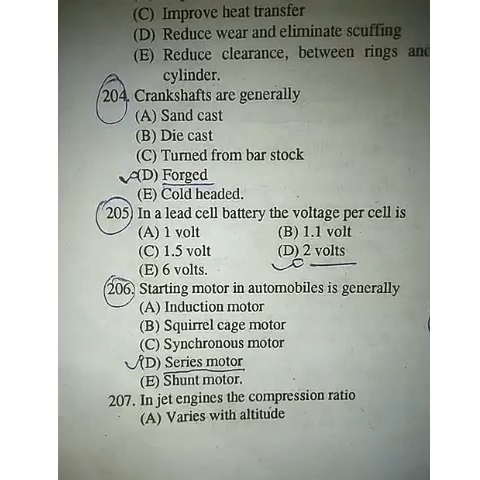 (C) Improve heat transfer
(D) Reduce wear and eliminate scuffing
(E) Reduce clearance, between rings and
cylinder.
204. Crankshafts are generally
(A) Sand cast
(B) Die cast
(C) Turned from bar stock
(D) Forged
(E) Cold headed.
205. In a lead cell battery the voltage per cell is
(A) 1 volt (B) 1.1 volt
(C) 1.5 volt (D) 2 volts
(E) 6 volts.
206. Starting motor in automobiles is generally
(A) Induction motor
(B) Squirrel cage motor
(C) Synchronous motor
(D) Series motor
(E) Shunt motor.
207. In jet engines the compression ratio
(A) Varies with altitude